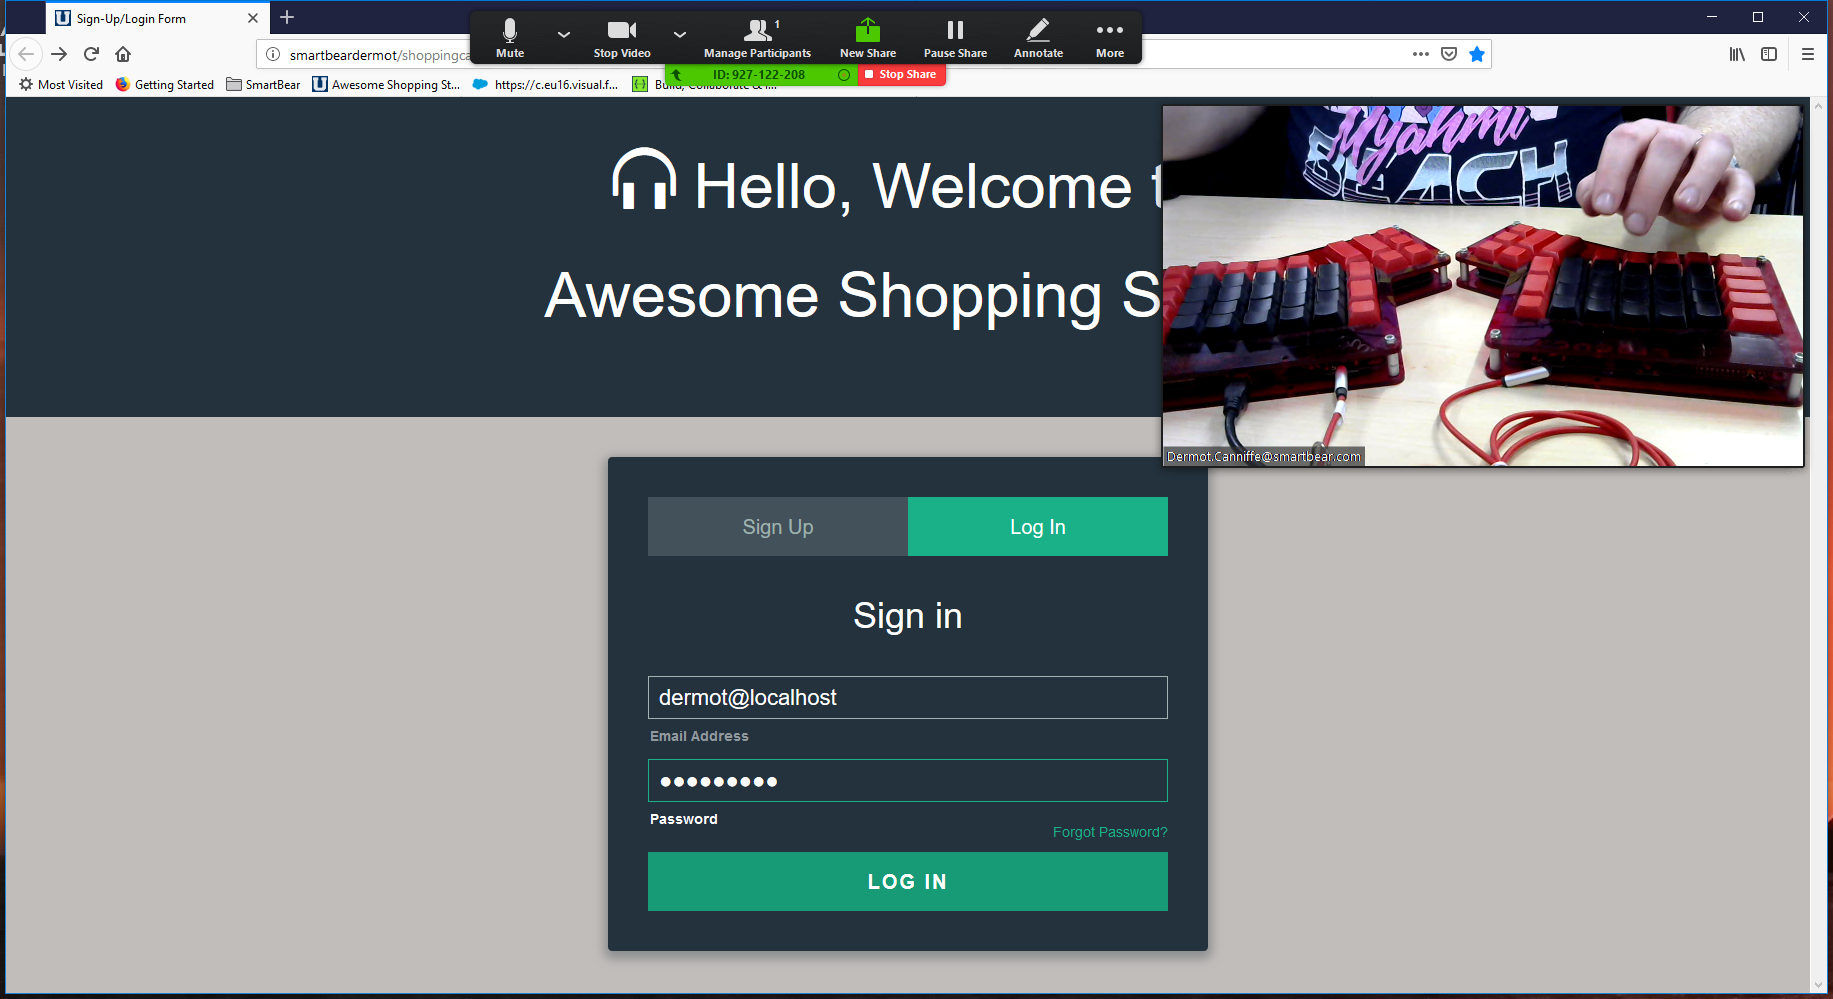 Sign-Up/Login Form
Mute
Stop Video
1
Manage Participants
New Share
Pause Share
Annotate
More
smartbeardermot/shoppingca
ID: 927-122-208
Stop Share
Most Visited
Getting Started
SmartBear
Awesome Shopping St...
https://c.eu16.visual.f...
Build, Collaborate & I...
Hello, Welcome t
Awesome Shopping S
Myahmi
BEACH
Dermot.Canniffe@smartbear.com
Sign Up
Log In
Sign in
dermot@localhost
Email Address
Password
Forgot Password?
LOG IN